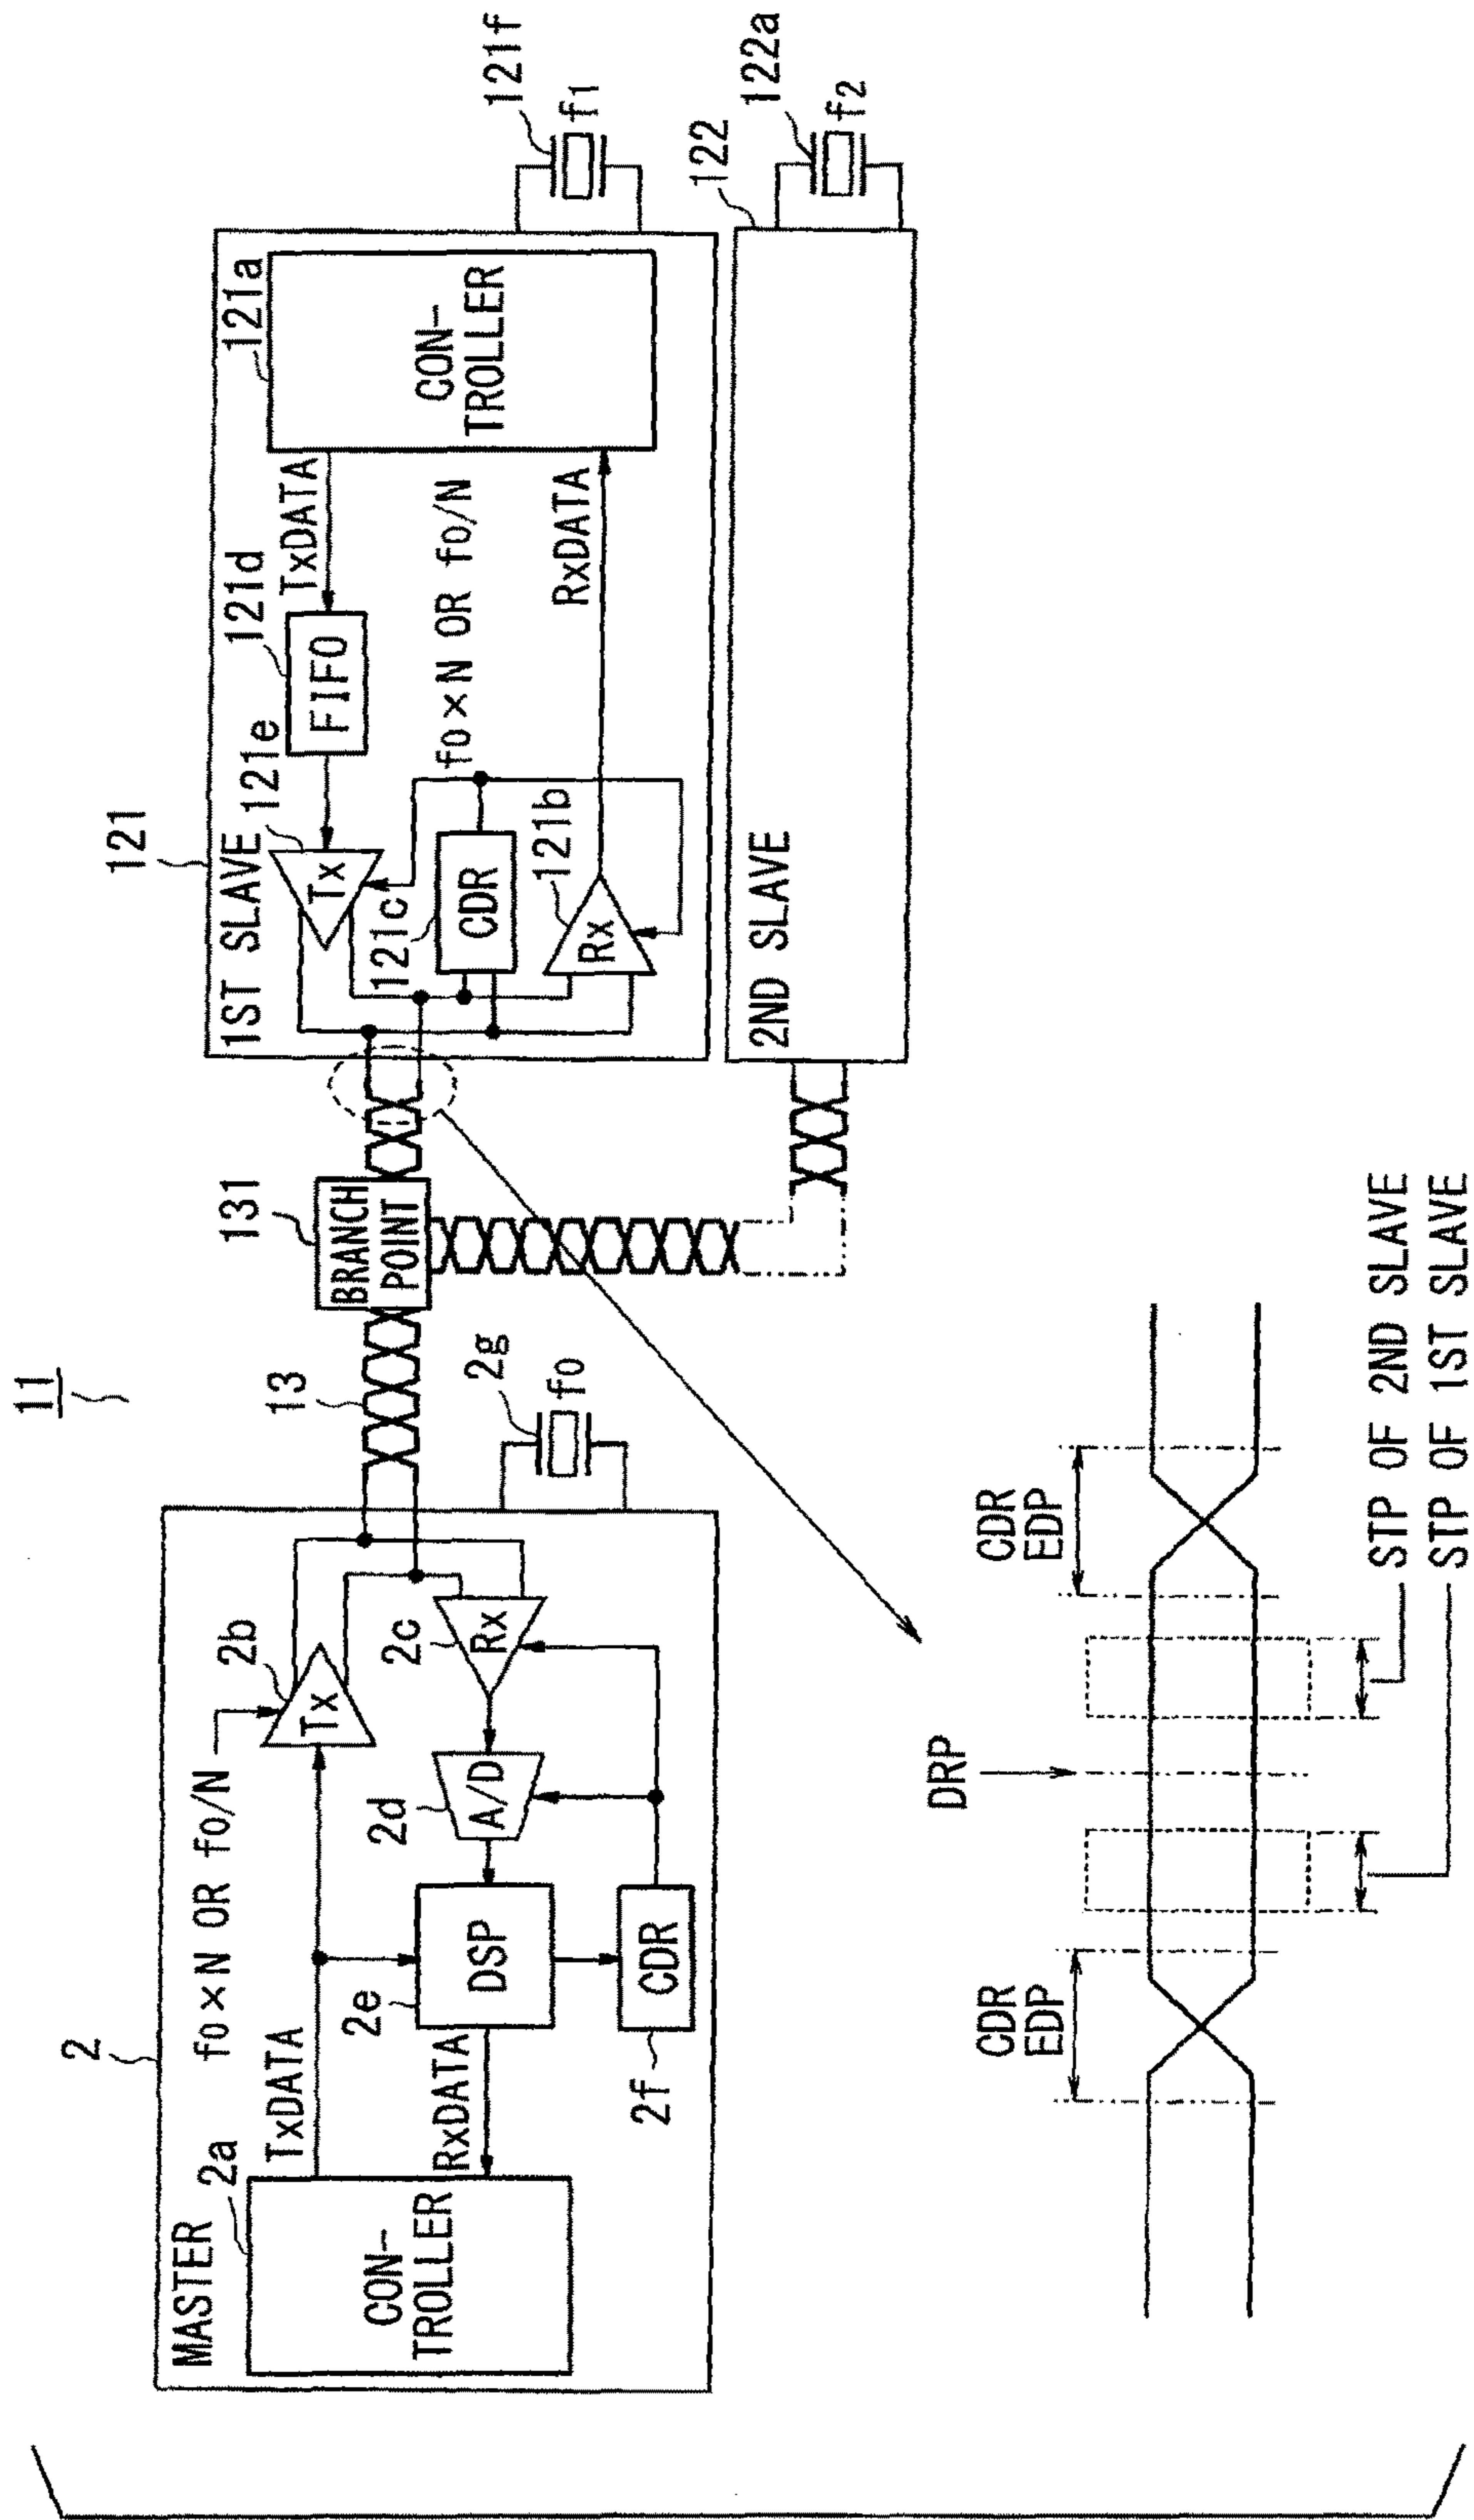 11
2
MASTER
2a
CON-
TROLLER
TxDATA
RxDATA
f0×N OR f0/N
2b
Tx
2c
Rx
2d
A/D
2e
DSP
2f
CDR
2g
f0
13
131
BRANCH
POINT
121
1ST SLAVE
121e
Tx
121d
FIFO
TxDATA
121a
CON-
TROLLER
121c
CDR
f0×N OR f0/N
121b
Rx
RxDATA
121f
f1
122
2ND SLAVE
122a
f2
CDR
EDP
DRP
CDR
EDP
STP OF 2ND SLAVE
STP OF 1ST SLAVE